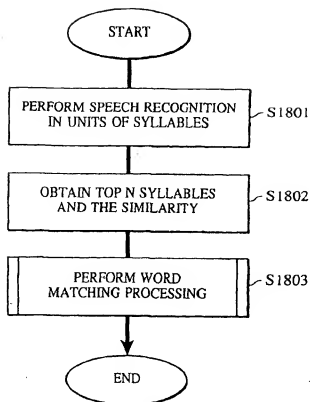 START
PERFORM SPEECH RECOGNITION
IN UNITS OF SYLLABLES
S1801
OBTAIN TOP N SYLLABLES
AND THE SIMILARITY
S1802
PERFORM WORD
MATCHING PROCESSING
S1803
END